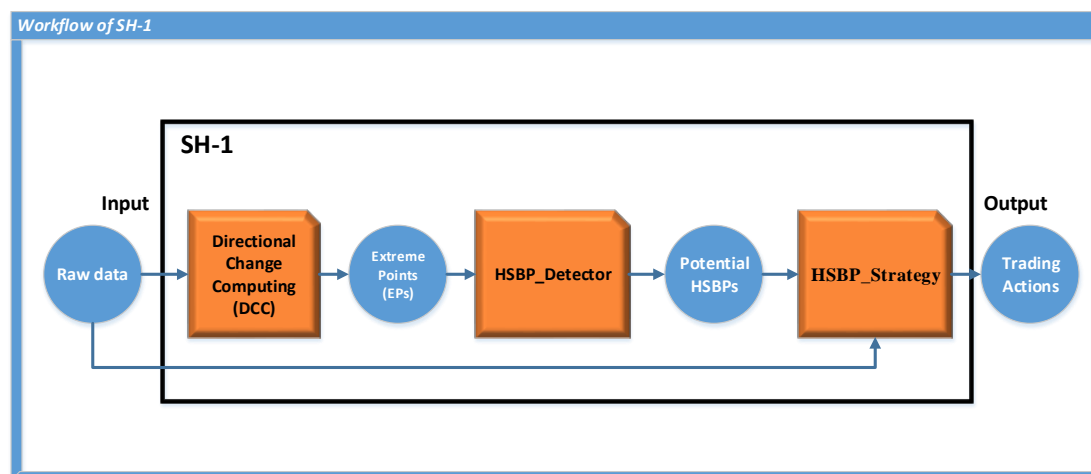 Workflow of SH-1
SH-1
Input
Output
Raw data
Directional
Change
Computing
(DCC)
Extreme
Points
(EPs)
HSBP_Detector
Potential
HSBPs
HSBP_Strategy
Trading
Actions